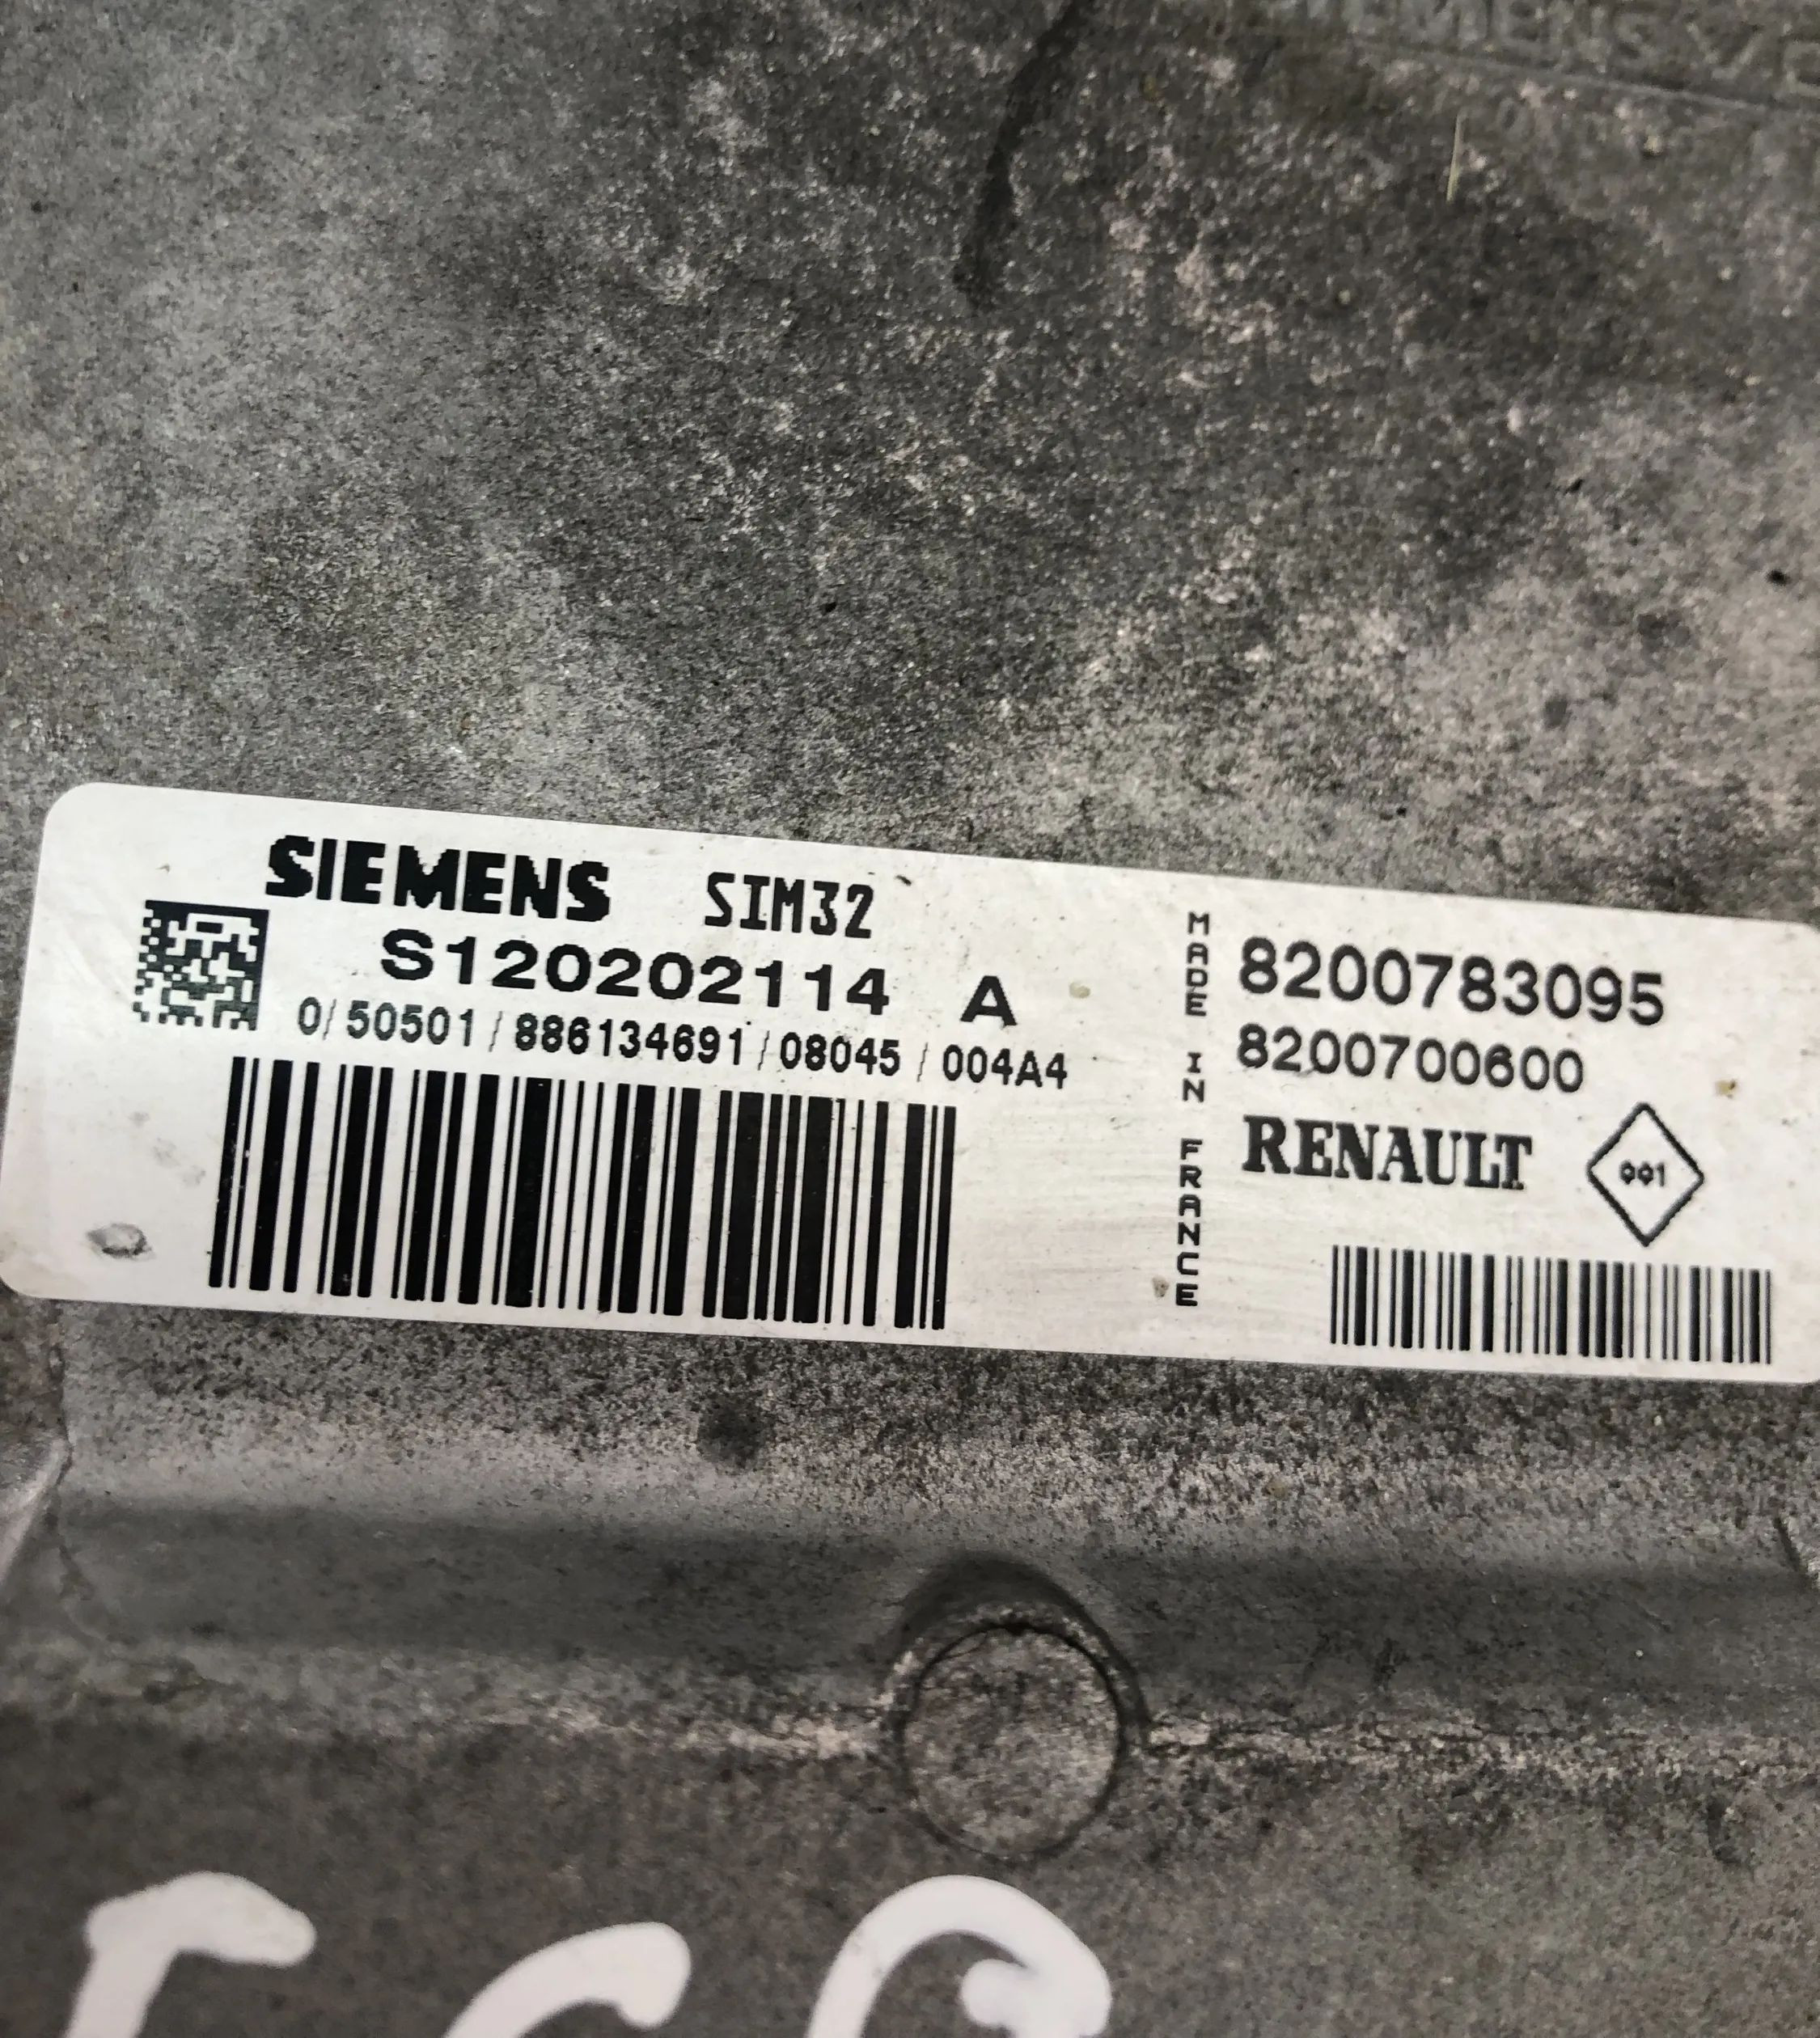 SIEMENS SIM32
S120202114 A
0/50501/886134691/08045/004A4
MADE IN FRANCE
8200783095
8200700600
RENAULT
001